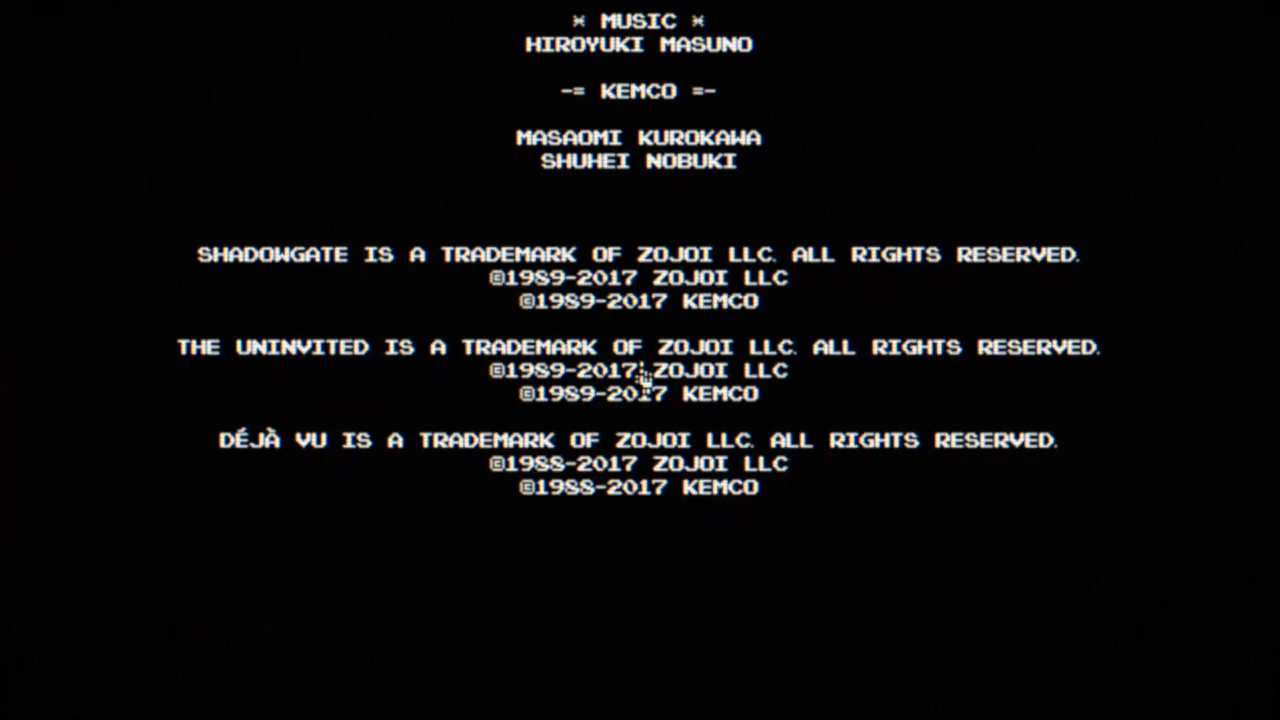 * MUSIC *
HIROYUKI MASUNO
-= KEMCO =-
MASAOMI KUROKAWA
SHUHEI NOBUKI
SHADOWGATE IS A TRADEMARK OF ZOJOI LLC. ALL RIGHTS RESERVED.
©1989-2017 ZOJOI LLC
©1989-2017 KEMCO
THE UNINVITED IS A TRADEMARK OF ZOJOI LLC. ALL RIGHTS RESERVED.
©1989-2017 ZOJOI LLC
©1989-2017 KEMCO
DÉJÀ VU IS A TRADEMARK OF ZOJOI LLC. ALL RIGHTS RESERVED.
©1988-2017 ZOJOI LLC
©1988-2017 KEMCO